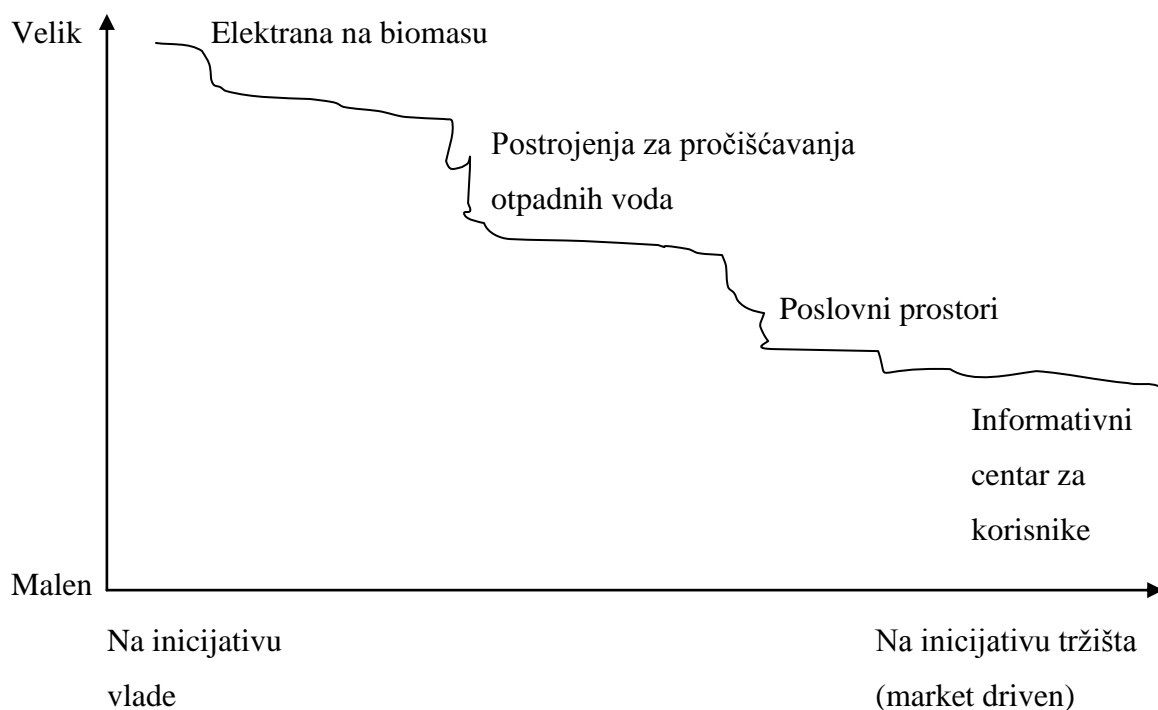 Velik
Elektrana na biomasu
Postrojenja za pročišćavanja
otpadnih voda
Poslovni prostori
Informativni
centar za
korisnike
Malen
Na inicijativu
vlade
Na inicijativu tržišta
(market driven)